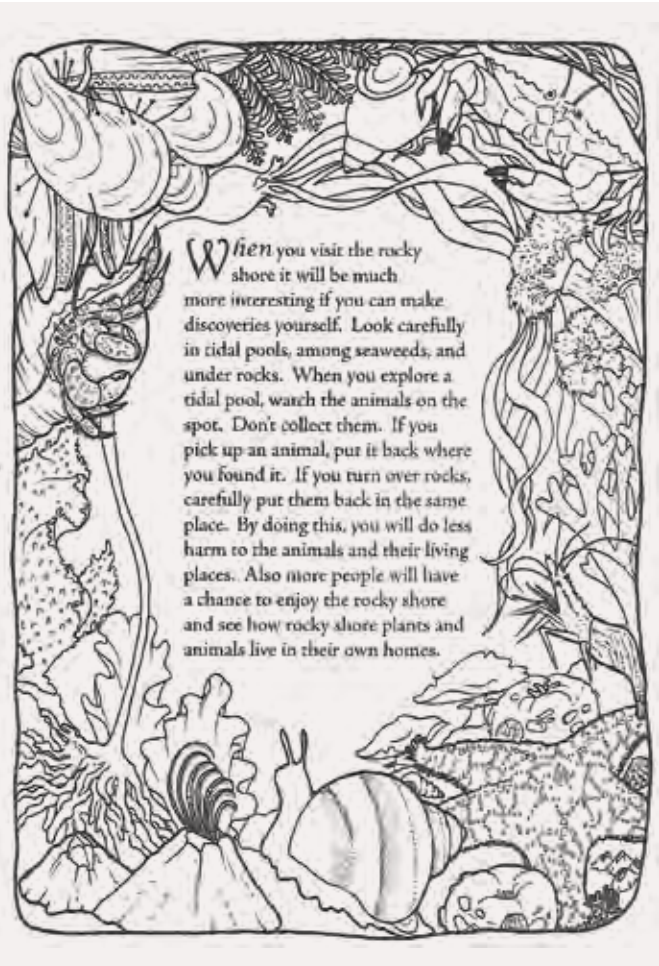 When you visit the rocky
shore it will be much
more interesting if you can make
discoveries yourself. Look carefully
in tidal pools, among seaweeds, and
under rocks. When you explore a
tidal pool, watch the animals on the
spot. Don't collect them. If you
pick up an animal, put it back where
you found it. If you turn over rocks,
carefully put them back in the same
place. By doing this, you will do less
harm to the animals and their living
places. Also more people will have
a chance to enjoy the rocky shore
and see how rocky shore plants and
animals live in their own homes.